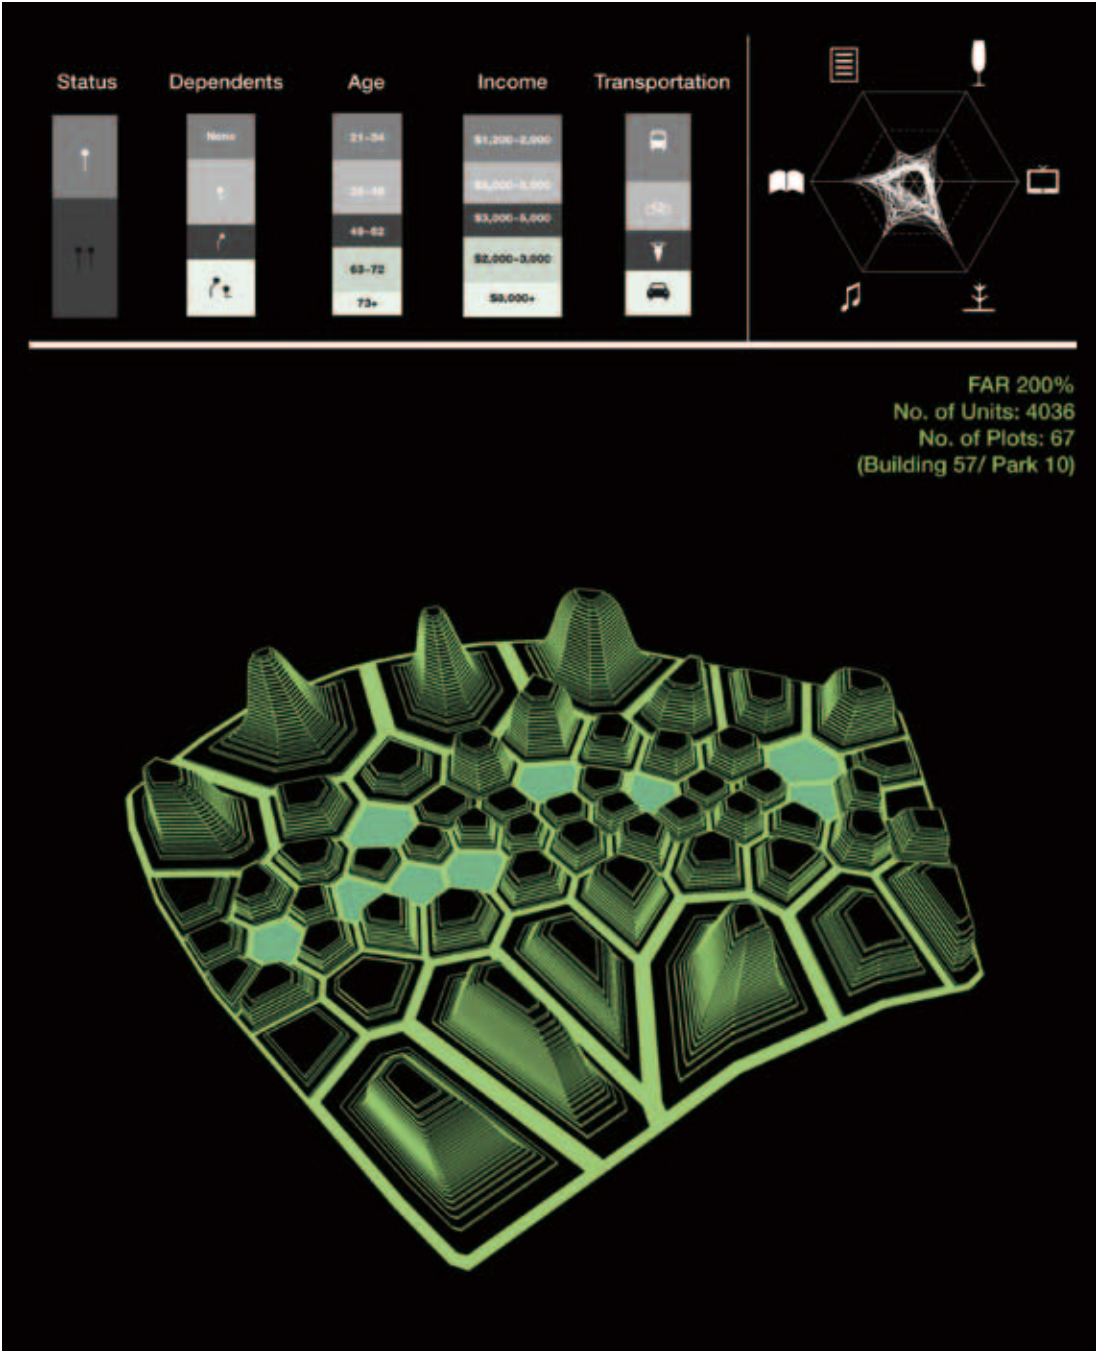 Status
Dependents
Age
Income
Transportation
None
21-34
$1,200-2,000
$3,000-5,000
49-62
$2,000-3,000
63-72
$8,000+
73+
FAR 200%
No. of Units: 4036
No. of Plots: 67
(Building 57/ Park 10)